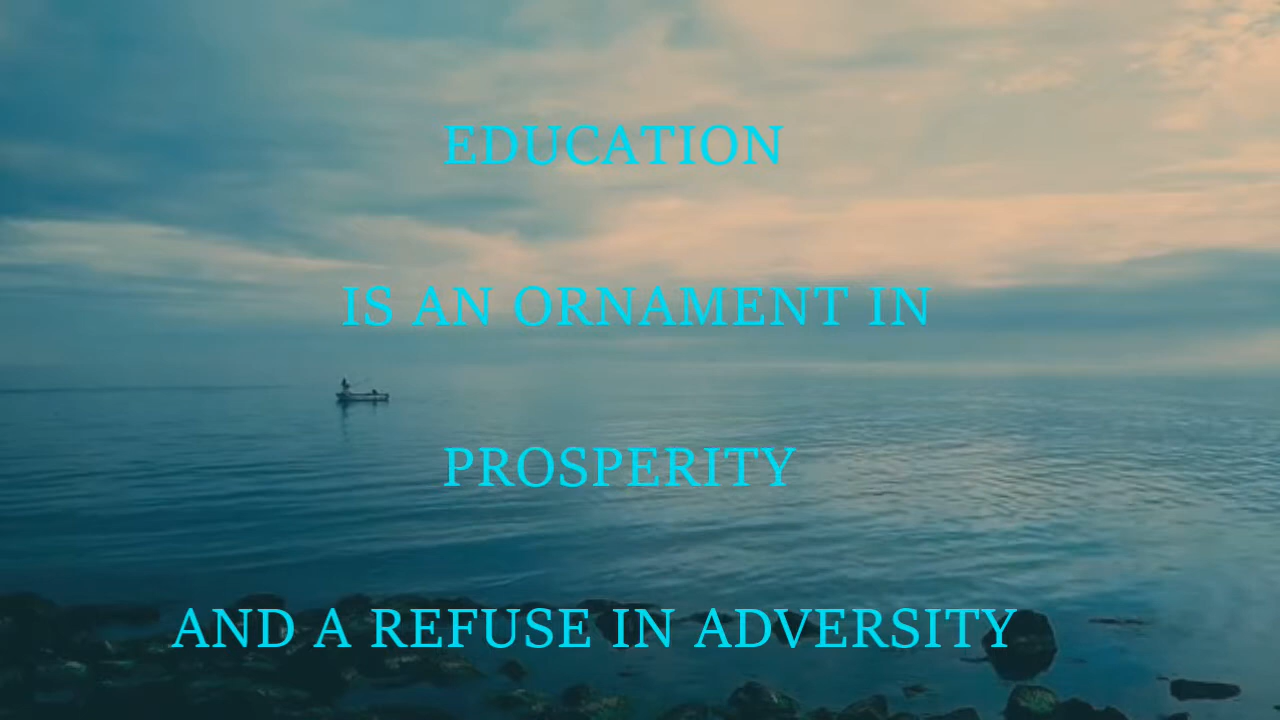 EDUCATION
IS AN ORNAMENT IN
PROSPERITY
AND A REFUSE IN ADVERSITY